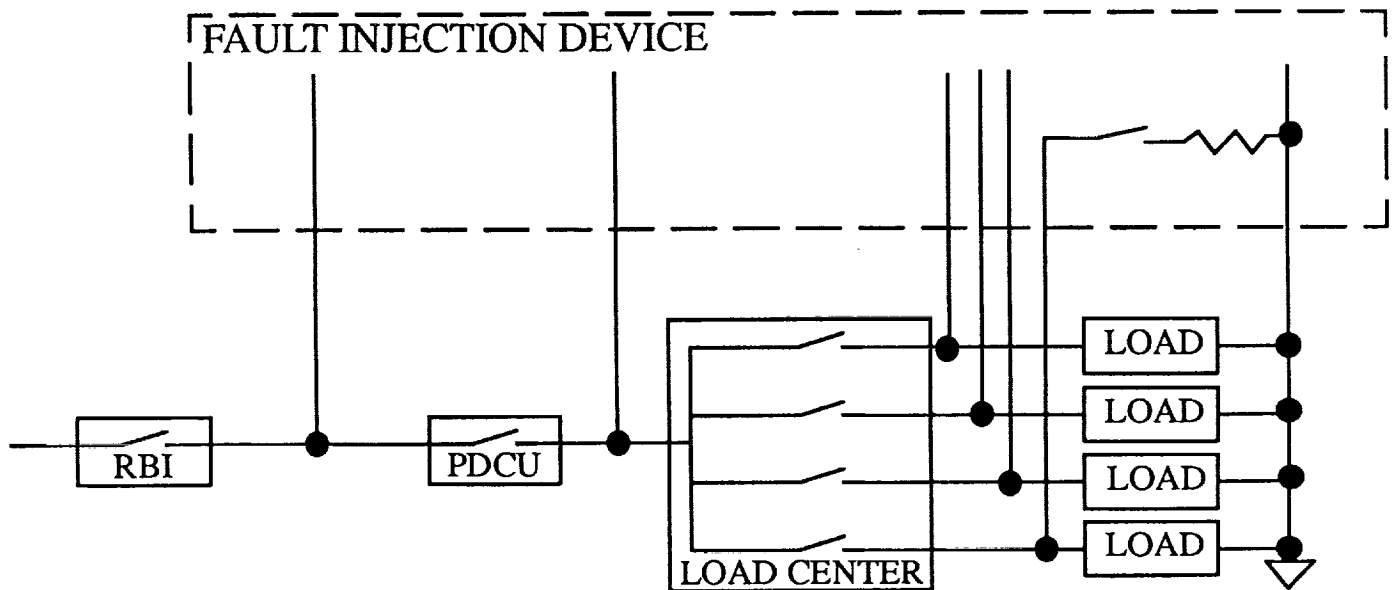 FAULT INJECTION DEVICE
LOAD
LOAD
RBI
PDCU
LOAD
LOAD
LOAD CENTER